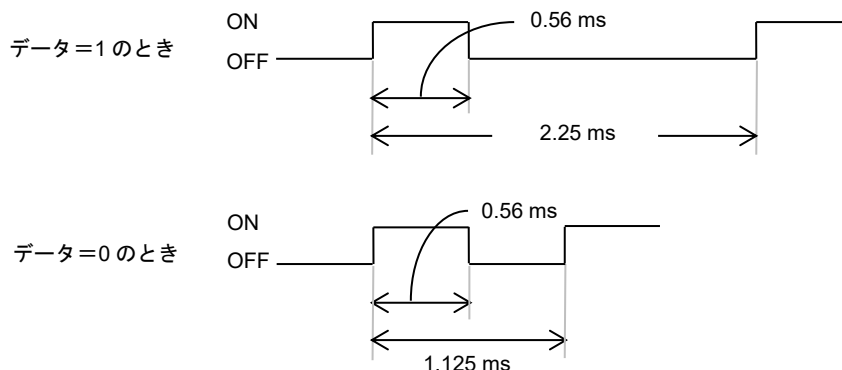 ON
0.56 ms
データ＝1 のとき
OFF
2.25 ms
ON
0.56 ms
データ＝0 のとき
OFF
1.125 ms